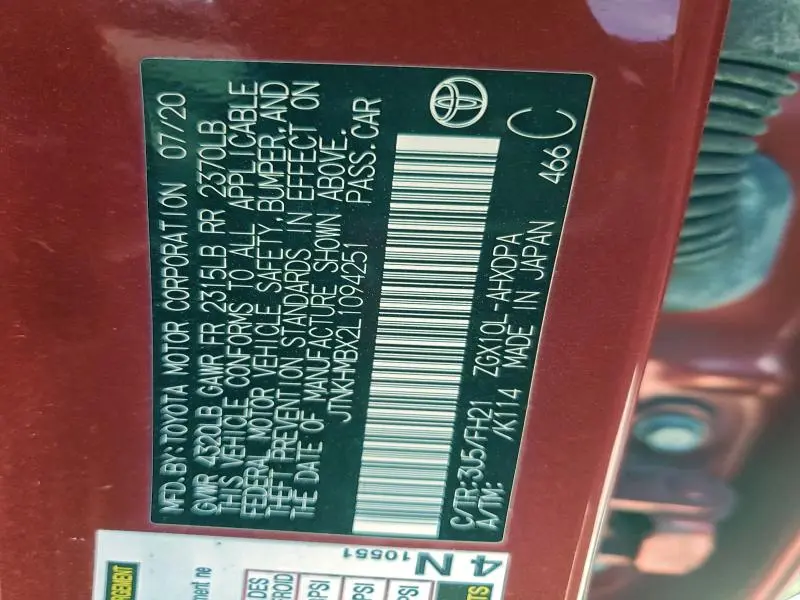 MFD. BY: TOYOTA MOTOR CORPORATION 07/20
GVWR 4320LB GAWR FR 2315LB RR 2370LB
THIS VEHICLE CONFORMS TO ALL APPLICABLE
FEDERAL MOTOR VEHICLE SAFETY, BUMPER, AND
THEFT PREVENTION STANDARDS IN EFFECT ON
THE DATE OF MANUFACTURE SHOWN ABOVE.
JTNKHMBX2L1094251 PASS. CAR
C/TR: 3U5/FH21 ZGX10L-AHXDPA
A/TM: /K114 MADE IN JAPAN 466 C
4 N
10551